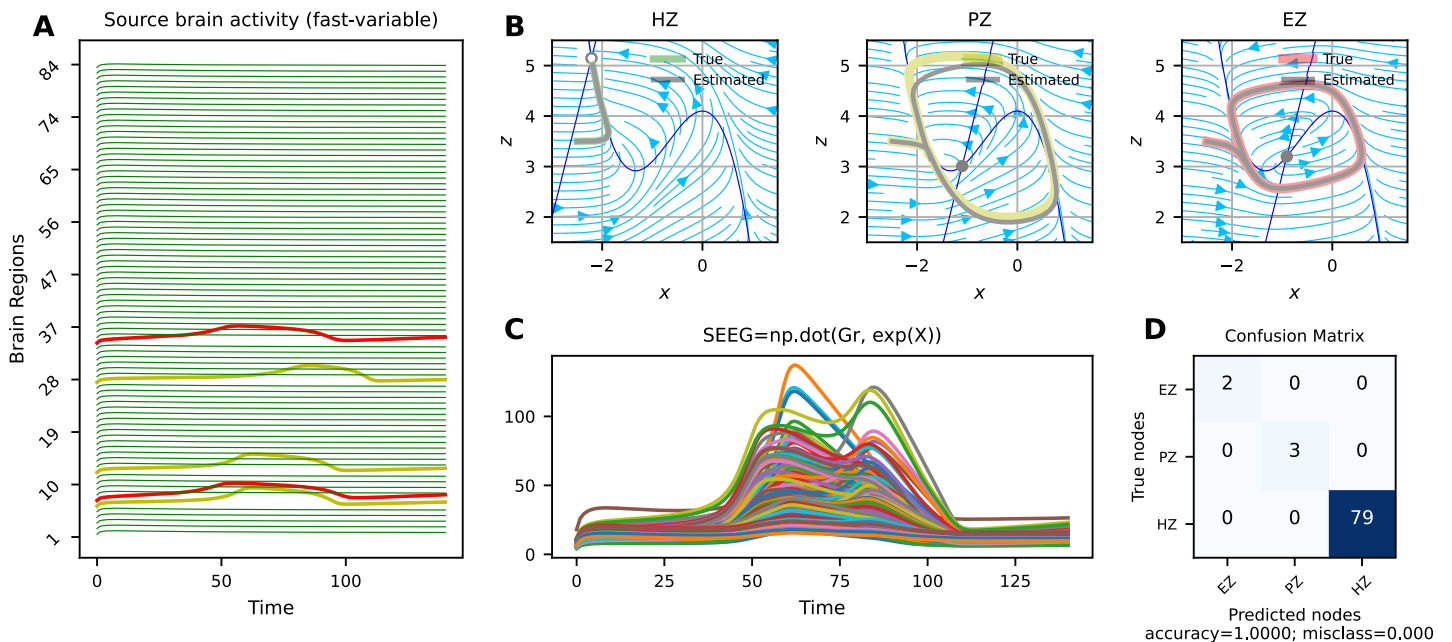 A
Source brain activity (fast-variable)
84
74
65
56
47
37
28
19
10
1
Brain Regions
0
50
100
Time
B
HZ
True
Estimated
5
4
3
2
z
−2
0
x
PZ
True
Estimated
5
4
3
2
z
−2
0
x
EZ
True
Estimated
5
4
3
2
z
−2
0
x
C
SEEG=np.dot(Gr, exp(X))
100
50
0
0
25
50
75
100
125
Time
D
Confusion Matrix
EZ
2 0 0
PZ
0 3 0
HZ
0 0 79
True nodes
EZ PZ HZ
Predicted nodes
accuracy=1.0000; misclass=0.000